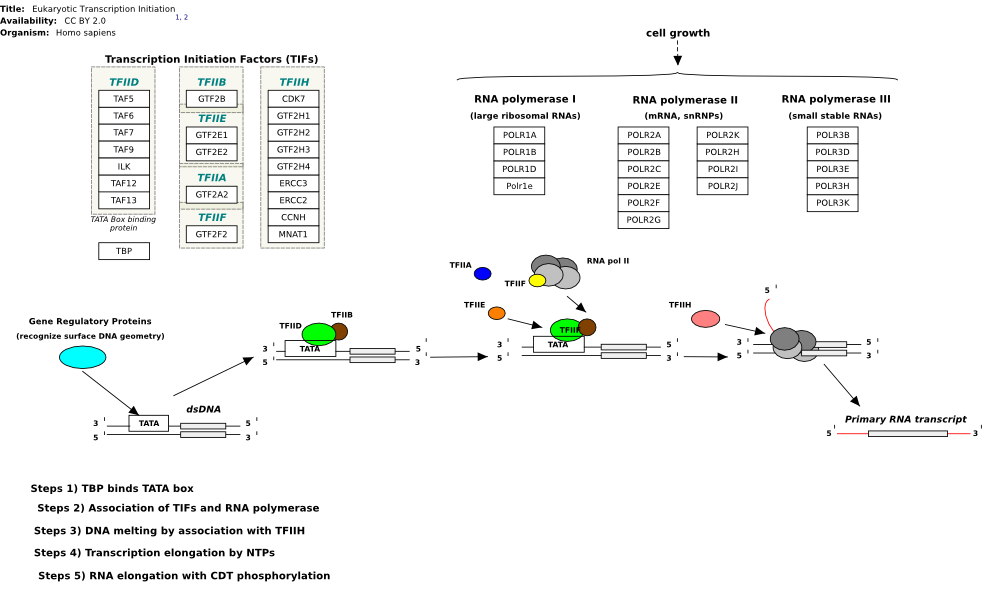 Title: Eukaryotic Transcription Initiation
Availability: CC BY 2.0
1, 2
Organism: Homo sapiens
Transcription Initiation Factors (TIFs)
TFIID
TAF5
TAF6
TAF7
TAF9
ILK
TAF12
TAF13
TATA Box binding
protein
TBP
TFIIB
GTF2B
TFIIE
GTF2E1
GTF2E2
TFIIA
GTF2A2
TFIIF
GTF2F2
TFIIH
CDK7
GTF2H1
GTF2H2
GTF2H3
GTF2H4
ERCC3
ERCC2
CCNH
MNAT1
cell growth
RNA polymerase I
(large ribosomal RNAs)
POLR1A
POLR1B
POLR1D
Polr1e
RNA polymerase II
(mRNA, snRNPs)
POLR2A
POLR2B
POLR2C
POLR2E
POLR2F
POLR2G
POLR2K
POLR2H
POLR2I
POLR2J
RNA polymerase III
(small stable RNAs)
POLR3B
POLR3D
POLR3E
POLR3H
POLR3K
Gene Regulatory Proteins
(recognize surface DNA geometry)
dsDNA
3 ' TATA 5 '
5 ' 3 '
TFIIB
TFIID
3 ' TATA 5 '
5 ' 3 '
TFIIA
RNA pol II
TFIIF
TFIIE
TFIIF
3 ' TATA 5 '
5 ' 3 '
TFIIH
5 '
3 ' 5 '
5 ' 3 '
Primary RNA transcript
5 ' 3 '
Steps 1) TBP binds TATA box
Steps 2) Association of TIFs and RNA polymerase
Steps 3) DNA melting by association with TFIIH
Steps 4) Transcription elongation by NTPs
Steps 5) RNA elongation with CDT phosphorylation